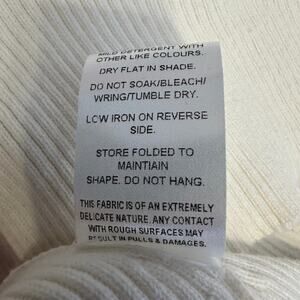 MILD DETERGENT WITH
OTHER LIKE COLOURS.
DRY FLAT IN SHADE.
DO NOT SOAK/BLEACH/
WRING/TUMBLE DRY.
LOW IRON ON REVERSE
SIDE.
STORE FOLDED TO
MAINTIAIN
SHAPE. DO NOT HANG.
THIS FABRIC IS OF AN EXTREMELY
DELICATE NATURE. ANY CONTACT
WITH ROUGH SURFACES MAY
RESULT IN PULLS & DAMAGES.